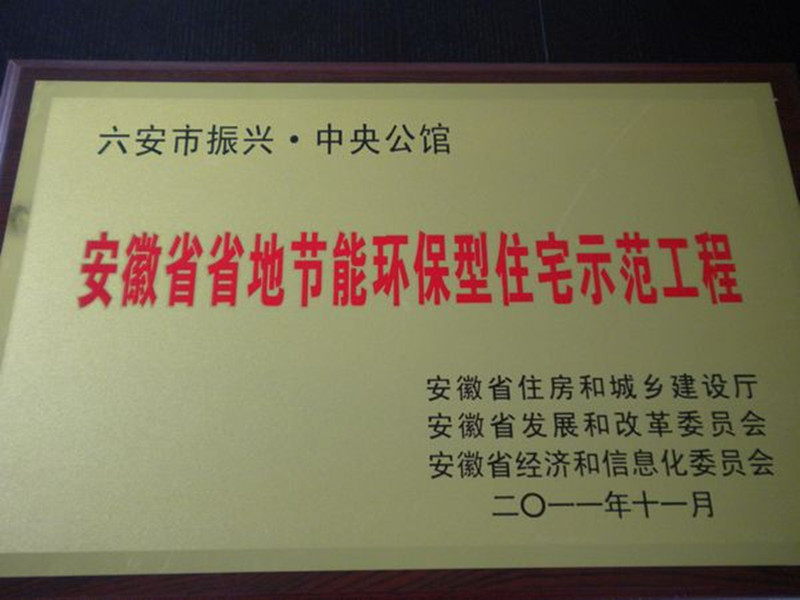 六安市振兴·中央公馆
安徽省省地节能环保型住宅示范工程
安徽省住房和城乡建设厅
安徽省发展和改革委员会
安徽省经济和信息化委员会
二〇一一年十一月